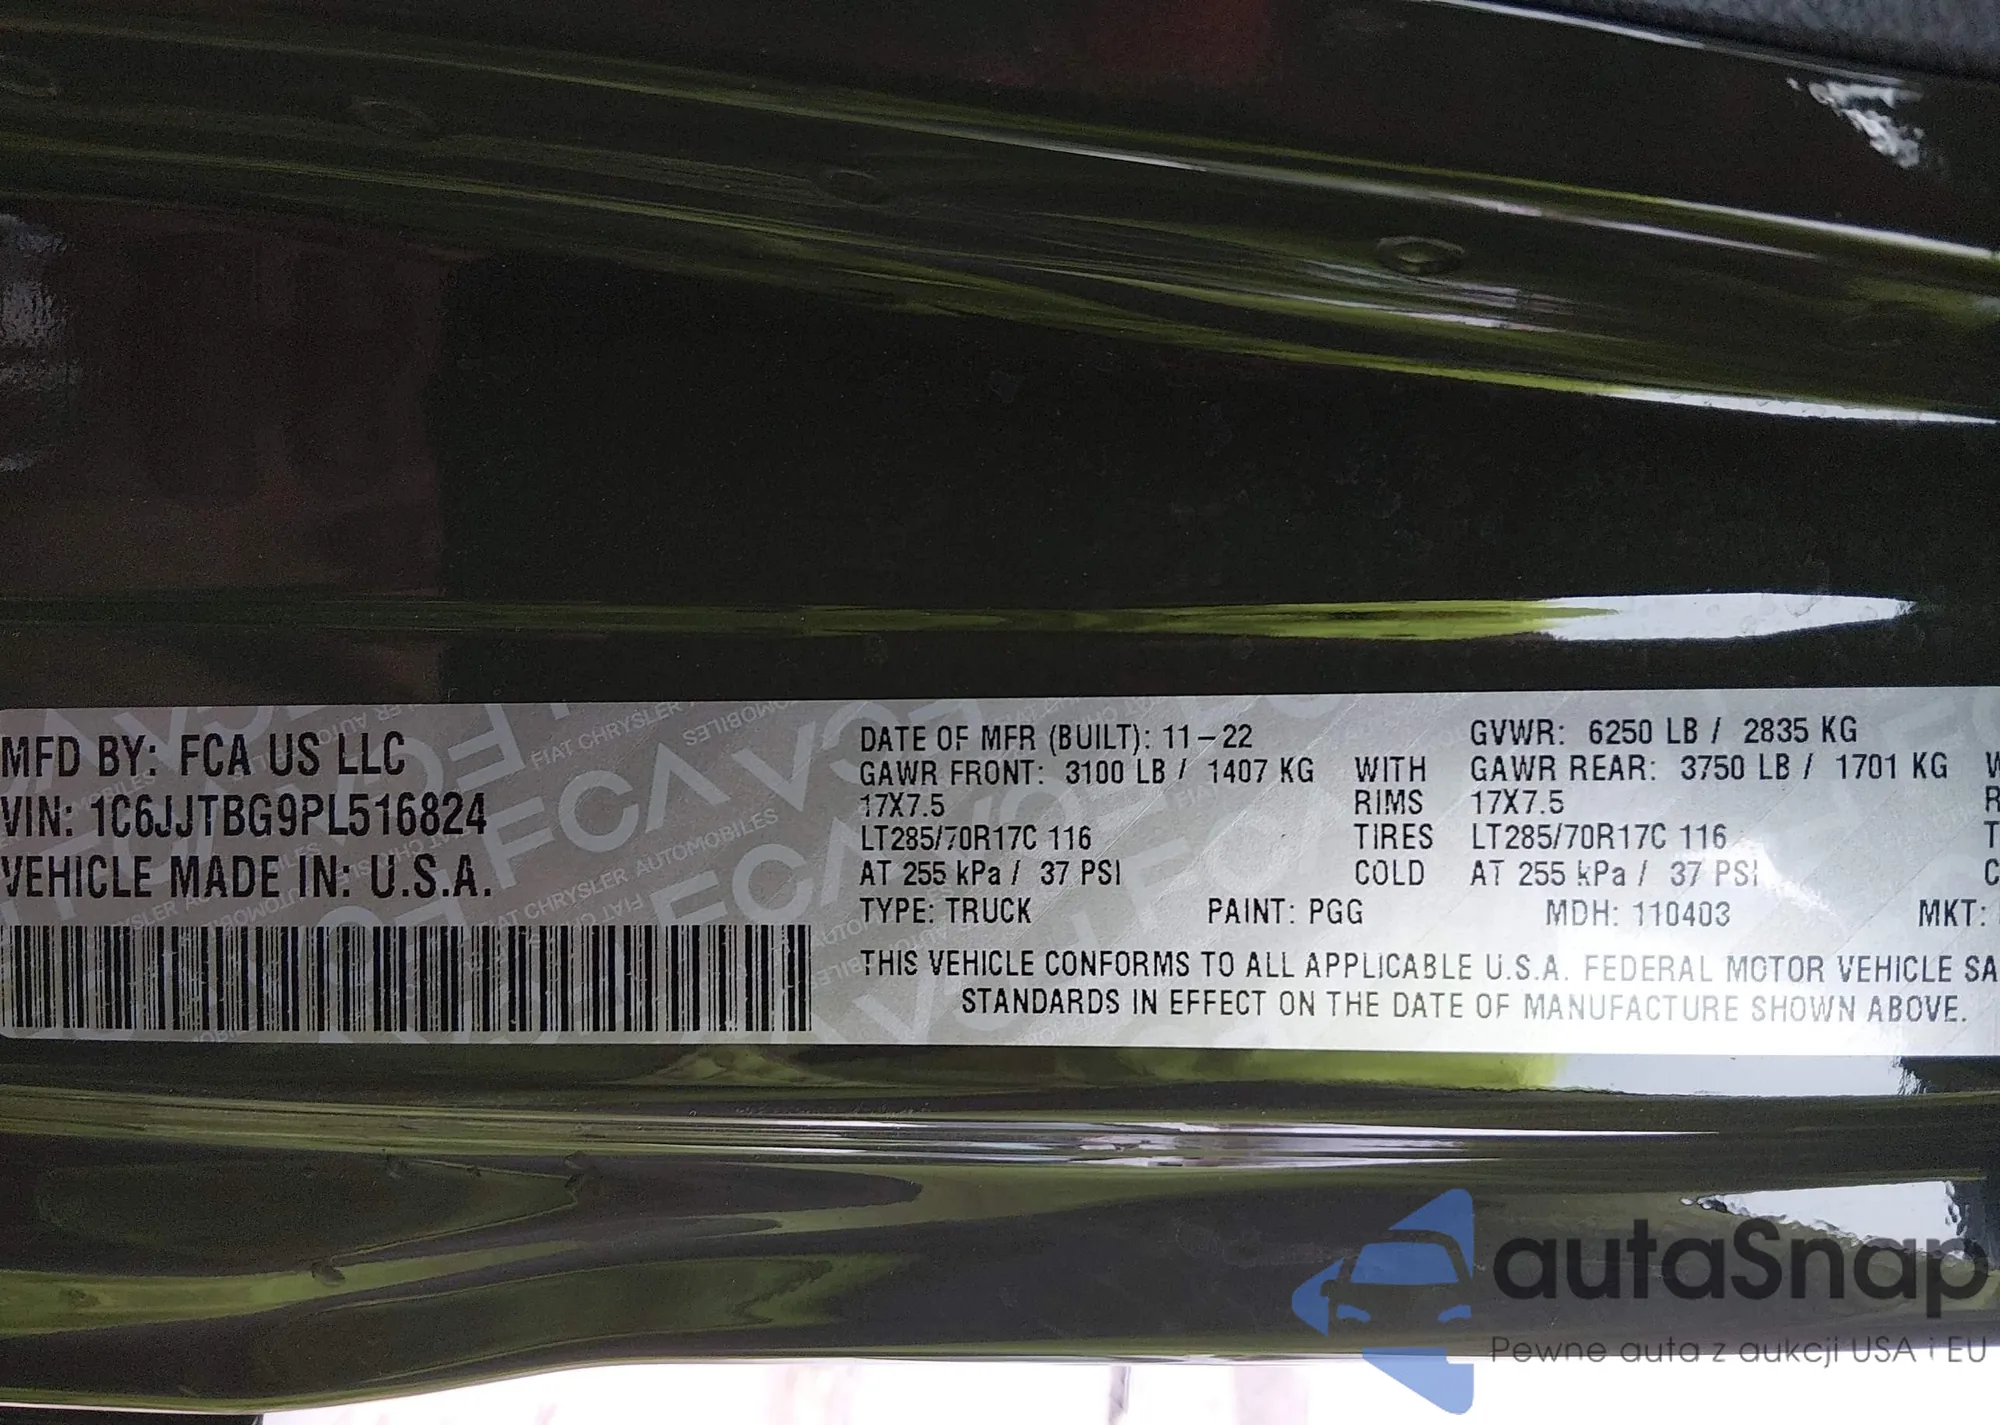 MFD BY: FCA US LLC
VIN: 1C6JJTBG9PL516824
VEHICLE MADE IN: U.S.A.
DATE OF MFR (BUILT): 11-22 GVWR: 6250 LB / 2835 KG
GAWR FRONT: 3100 LB / 1407 KG WITH GAWR REAR: 3750 LB / 1701 KG
17X7.5 RIMS 17X7.5
LT285/70R17C 116 TIRES LT285/70R17C 116
AT 255 kPa / 37 PSI COLD AT 255 kPa / 37 PSI
TYPE: TRUCK PAINT: PGG MDH: 110403 MKT:
THIS VEHICLE CONFORMS TO ALL APPLICABLE U.S.A. FEDERAL MOTOR VEHICLE SA
STANDARDS IN EFFECT ON THE DATE OF MANUFACTURE SHOWN ABOVE.
autaSnap
Pewne auta z aukcji USA i EU